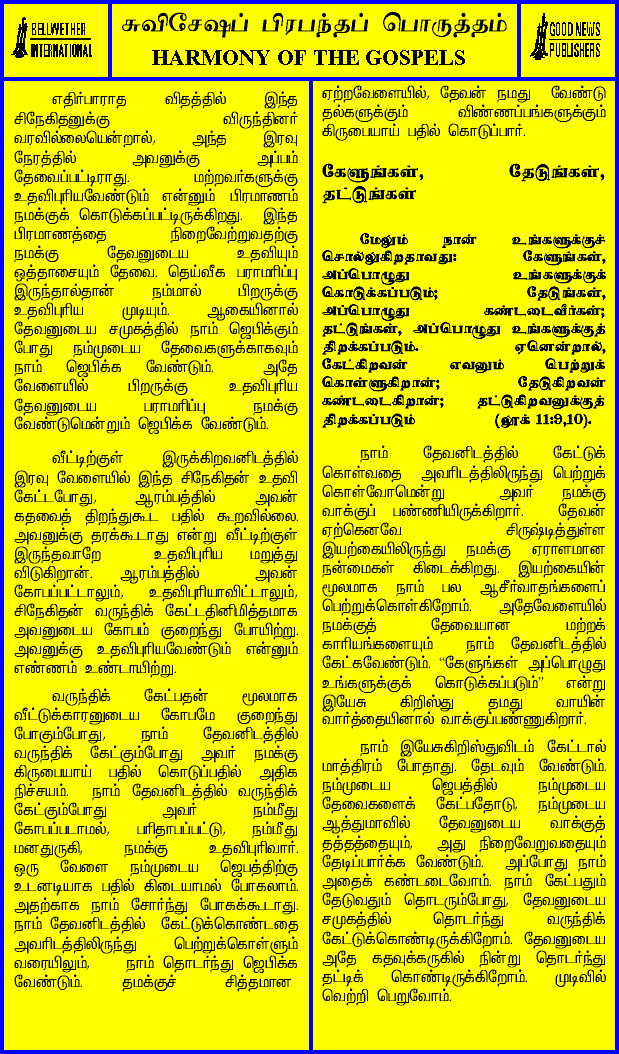 BELLWETHER
INTERNATIONAL
சுவிசேஷப் பிரபந்தப் பொருத்தம்
HARMONY OF THE GOSPELS
GOOD NEWS
PUBLISHERS
எதிர்பாராத விதத்தில் இந்த
சிநேகிதனுக்கு விருந்தினர்
வரவில்லையென்றால், அந்த இரவு
நேரத்தில் அவனுக்கு அப்பம்
தேவைப்பட்டிராது. மற்றவர்களுக்கு
உதவிபுரியவேண்டும் என்னும் பிரமாணம்
நமக்குக் கொடுக்கப்பட்டிருக்கிறது. இந்த
பிரமாணத்தை நிறைவேற்றுவதற்கு
நமக்கு தேவனுடைய உதவியும்
ஒத்தாசையும் தேவை. தெய்வீக பராமரிப்பு
இருந்தால்தான் நம்மால் பிறருக்கு
உதவிபுரிய முடியும். ஆகையினால்
தேவனுடைய சமுகத்தில் நாம் ஜெபிக்கும்
போது நம்முடைய தேவைகளுக்காகவும்
நாம் ஜெபிக்க வேண்டும். அதே
வேளையில் பிறருக்கு உதவிபுரிய
தேவனுடைய பராமரிப்பு நமக்கு
வேண்டுமென்றும் ஜெபிக்க வேண்டும்.
வீட்டிற்குள் இருக்கிறவனிடத்தில்
இரவு வேளையில் இந்த சிநேகிதன் உதவி
கேட்டபோது, ஆரம்பத்தில் அவன்
கதவைத் திறந்துகூட பதில் கூறவில்லை.
அவனுக்கு தரக்கூடாது என்று வீட்டிற்குள்
இருந்தவாறே உதவிபுரிய மறுத்து
விடுகிறான். ஆரம்பத்தில் அவன்
கோபப்பட்டாலும், உதவிபுரியாவிட்டாலும்,
சிநேகிதன் வருந்திக் கேட்டதினிமித்தமாக
அவனுடைய கோபம் குறைந்து போயிற்று.
அவனுக்கு உதவிபுரியவேண்டும் என்னும்
எண்ணம் உண்டாயிற்று.
வருந்திக் கேட்பதன் மூலமாக
வீட்டுக்காரனுடைய கோபமே குறைந்து
போகும்போது, நாம் தேவனிடத்தில்
வருந்திக் கேட்கும்போது அவர் நமக்கு
கிருபையாய் பதில் கொடுப்பதில் அதிக
நிச்சயம். நாம் தேவனிடத்தில் வருந்திக்
கேட்கும்போது அவர் நம்மீது
கோபப்படாமல், பரிதாபப்பட்டு, நம்மீது
மனதுருகி, நமக்கு உதவிபுரிவார்.
ஒரு வேளை நம்முடைய ஜெபத்திற்கு
உடனடியாக பதில் கிடையாமல் போகலாம்.
அதற்காக நாம் சோர்ந்து போகக்கூடாது.
நாம் தேவனிடத்தில் கேட்டுக்கொண்டதை
அவரிடத்திலிருந்து பெற்றுக்கொள்ளும்
வரையிலும், நாம் தொடர்ந்து ஜெபிக்க
வேண்டும். தமக்குச் சித்தமான
ஏற்றவேளையில், தேவன் நமது வேண்டு
தல்களுக்கும் விண்ணப்பங்களுக்கும்
கிருபையாய் பதில் கொடுப்பார்.
கேளுங்கள், தேடுங்கள்,
தட்டுங்கள்
மேலும் நான் உங்களுக்குச்
சொல்லுகிறதாவது: கேளுங்கள்,
அப்பொழுது உங்களுக்குக்
கொடுக்கப்படும்; தேடுங்கள்,
அப்பொழுது கண்டடைவீர்கள்;
தட்டுங்கள், அப்பொழுது உங்களுக்குத்
திறக்கப்படும். ஏனென்றால்,
கேட்கிறவன் எவனும் பெற்றுக்
கொள்ளுகிறான்; தேடுகிறவன்
கண்டடைகிறான்; தட்டுகிறவனுக்குத்
திறக்கப்படும் (லூக் 11:9,10).
நாம் தேவனிடத்தில் கேட்டுக்
கொள்வதை அவரிடத்திலிருந்து பெற்றுக்
கொள்வோமென்று அவர் நமக்கு
வாக்குப் பண்ணியிருக்கிறார். தேவன்
ஏற்கெனவே சிருஷ்டித்துள்ள
இயற்கையிலிருந்து நமக்கு ஏராளமான
நன்மைகள் கிடைக்கிறது. இயற்கையின்
மூலமாக நாம் பல ஆசீர்வாதங்களைப்
பெற்றுக்கொள்கிறோம். அதேவேளையில்
நமக்குத் தேவையான மற்றக்
காரியங்களையும் நாம் தேவனிடத்தில்
கேட்கவேண்டும். “கேளுங்கள் அப்பொழுது
உங்களுக்குக் கொடுக்கப்படும்” என்று
இயேசு கிறிஸ்து தமது வாயின்
வார்த்தையினால் வாக்குப்பண்ணுகிறார்.
நாம் இயேசுகிறிஸ்துவிடம் கேட்டால்
மாத்திரம் போதாது. தேடவும் வேண்டும்.
நம்முடைய ஜெபத்தில் நம்முடைய
தேவைகளைக் கேட்பதோடு, நம்முடைய
ஆத்துமாவில் தேவனுடைய வாக்குத்
தத்தத்தையும், அது நிறைவேறுவதையும்
தேடிப்பார்க்க வேண்டும். அப்போது நாம்
அதைக் கண்டடைவோம். நாம் கேட்பதும்
தேடுவதும் தொடரும்போது, தேவனுடைய
சமுகத்தில் தொடர்ந்து வருந்திக்
கேட்டுக்கொண்டிருக்கிறோம். தேவனுடைய
அதே கதவுக்கருகில் நின்று தொடர்ந்து
தட்டிக் கொண்டிருக்கிறோம். முடிவில்
வெற்றி பெறுவோம்.